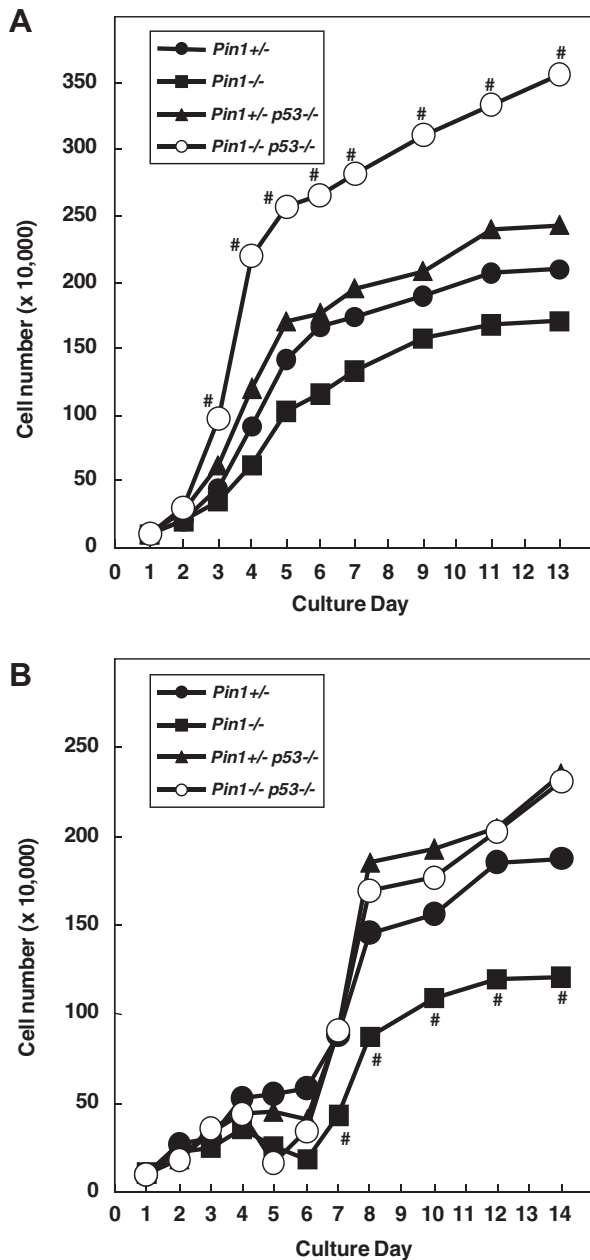 A
Pin1+/-
Pin1-/-
Pin1+/- p53-/-
Pin1-/- p53-/-
350
300
250
200
150
100
50
0
Cell number (x 10,000)
# # # # # # # # #
0 1 2 3 4 5 6 7 8 9 10 11 12 13
Culture Day
B
Pin1+/-
Pin1-/-
Pin1+/- p53-/-
Pin1-/- p53-/-
250
200
150
100
50
0
Cell number (x 10,000)
# # # # #
0 1 2 3 4 5 6 7 8 9 10 11 12 13 14
Culture Day